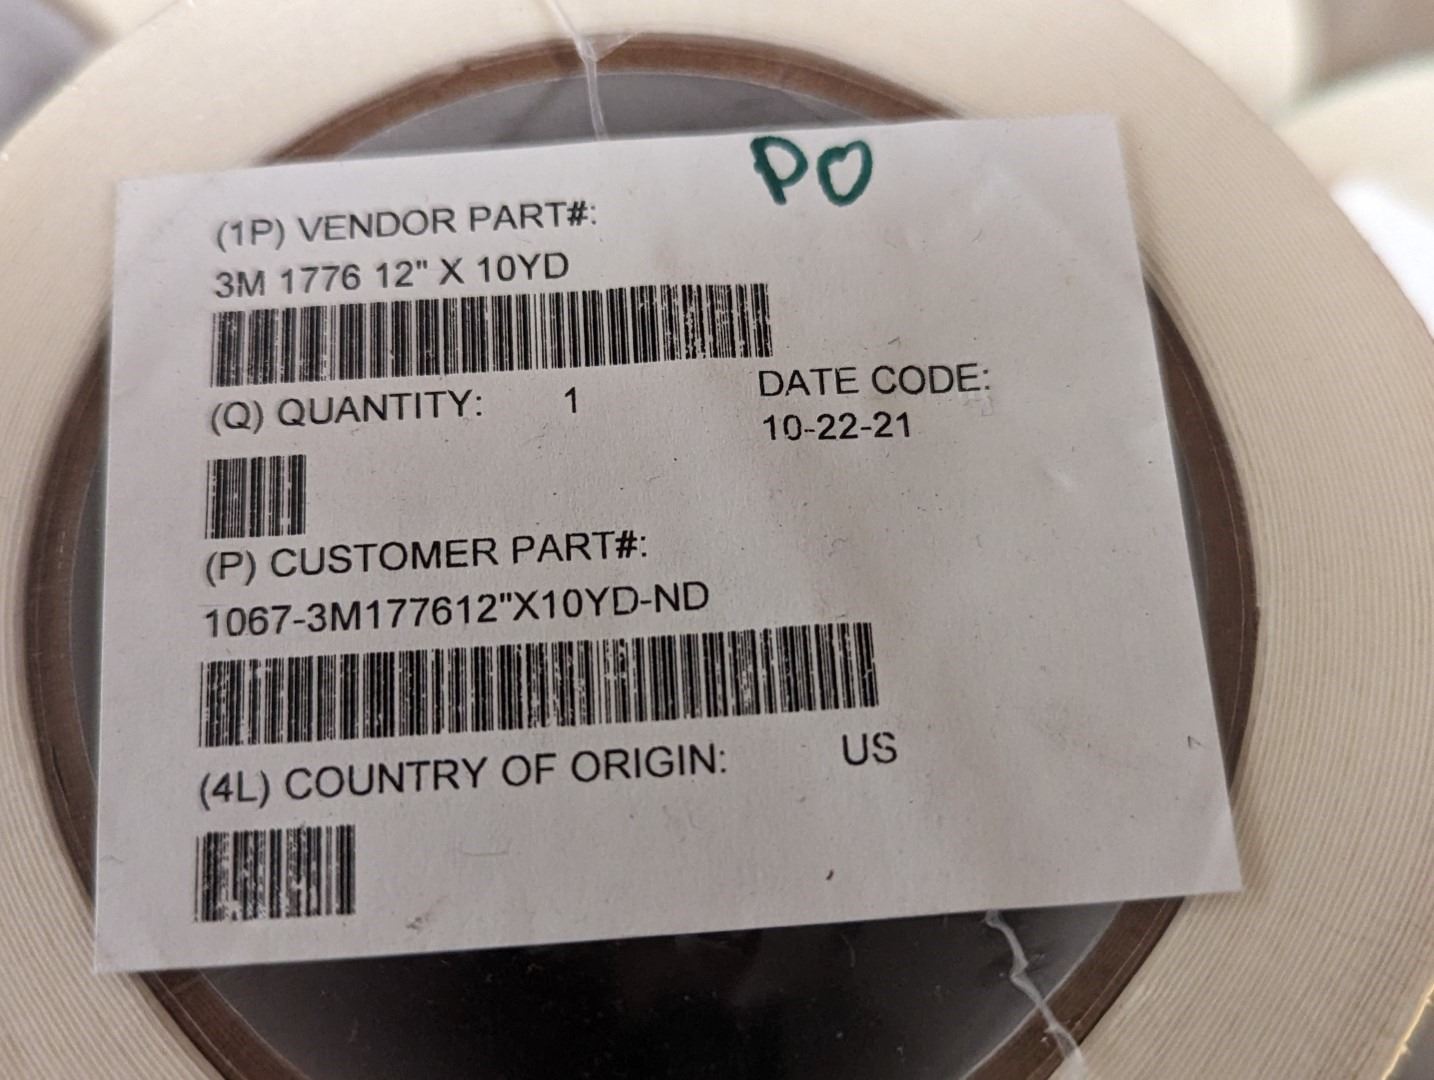 PO
(1P) VENDOR PART#:
3M 1776 12" X 10YD
(Q) QUANTITY: 1
DATE CODE:
10-22-21
(P) CUSTOMER PART#:
1067-3M177612"X10YD-ND
(4L) COUNTRY OF ORIGIN: US